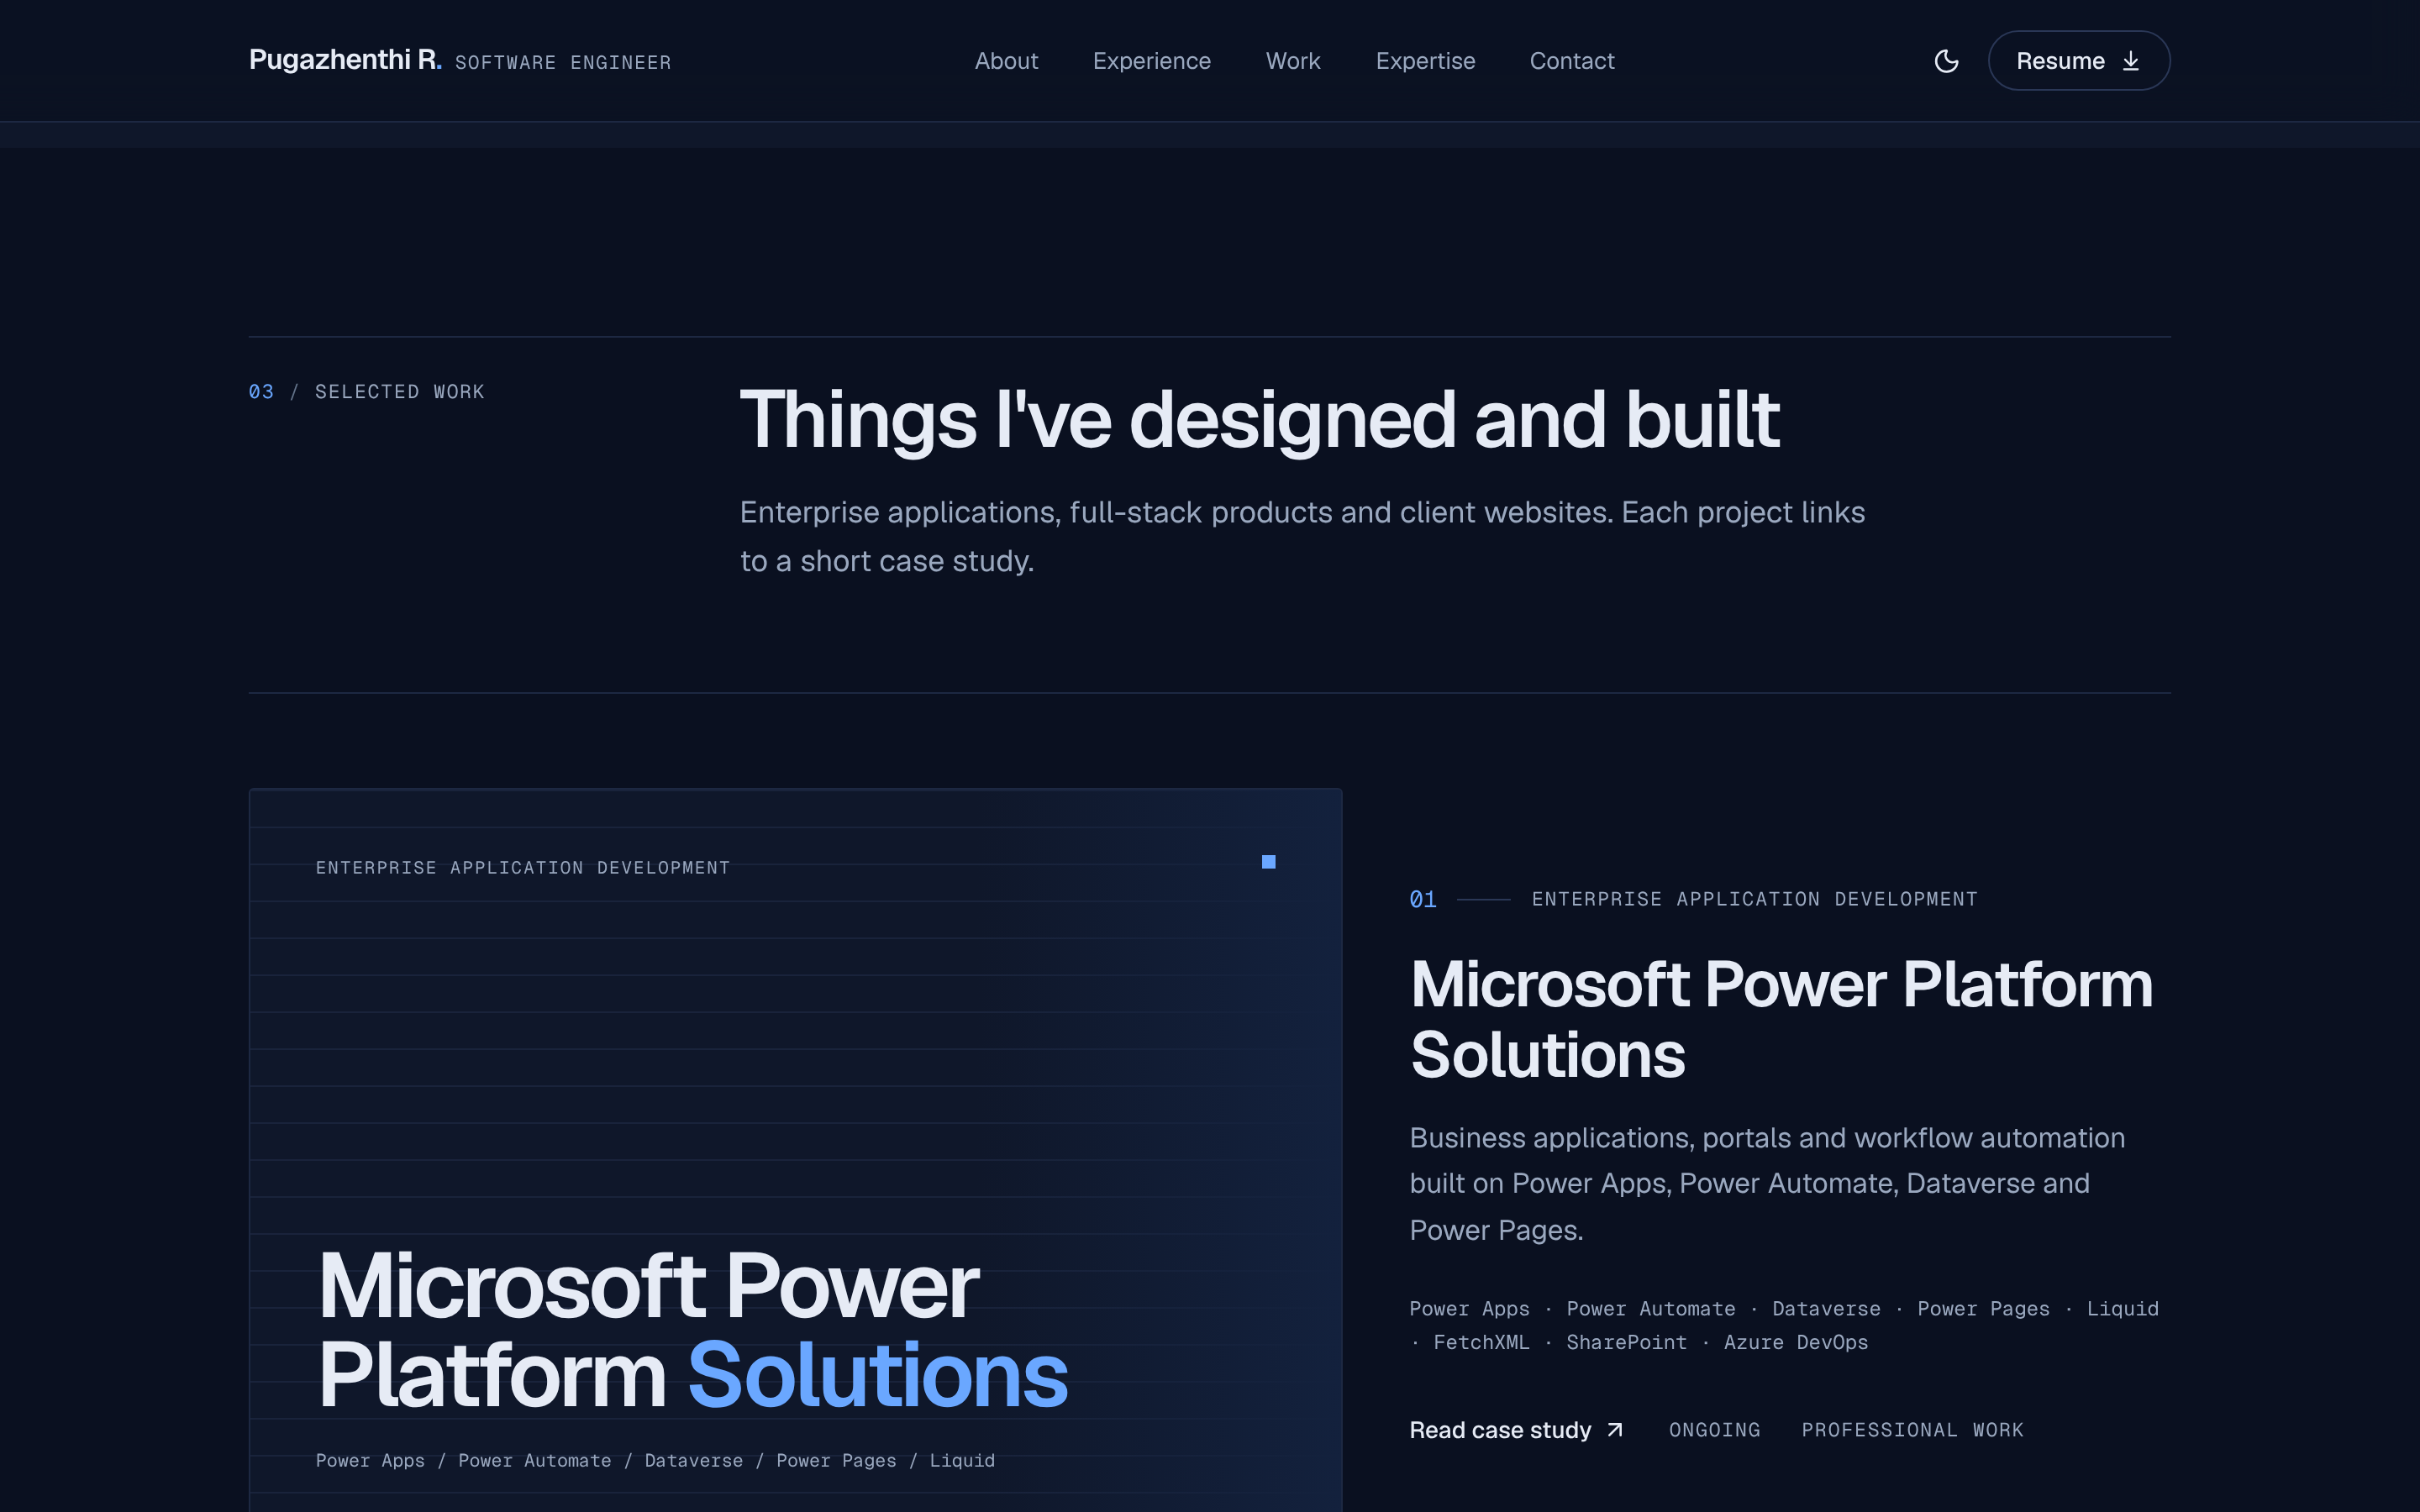 Pugazhenthi R. SOFTWARE ENGINEER
About Experience Work Expertise Contact
Resume
03 / SELECTED WORK
Things I've designed and built
Enterprise applications, full-stack products and client websites. Each project links
to a short case study.
ENTERPRISE APPLICATION DEVELOPMENT
Microsoft Power
Platform Solutions
Power Apps / Power Automate / Dataverse / Power Pages / Liquid
01 ENTERPRISE APPLICATION DEVELOPMENT
Microsoft Power Platform
Solutions
Business applications, portals and workflow automation
built on Power Apps, Power Automate, Dataverse and
Power Pages.
Power Apps · Power Automate · Dataverse · Power Pages · Liquid
· FetchXML · SharePoint · Azure DevOps
Read case study ONGOING PROFESSIONAL WORK